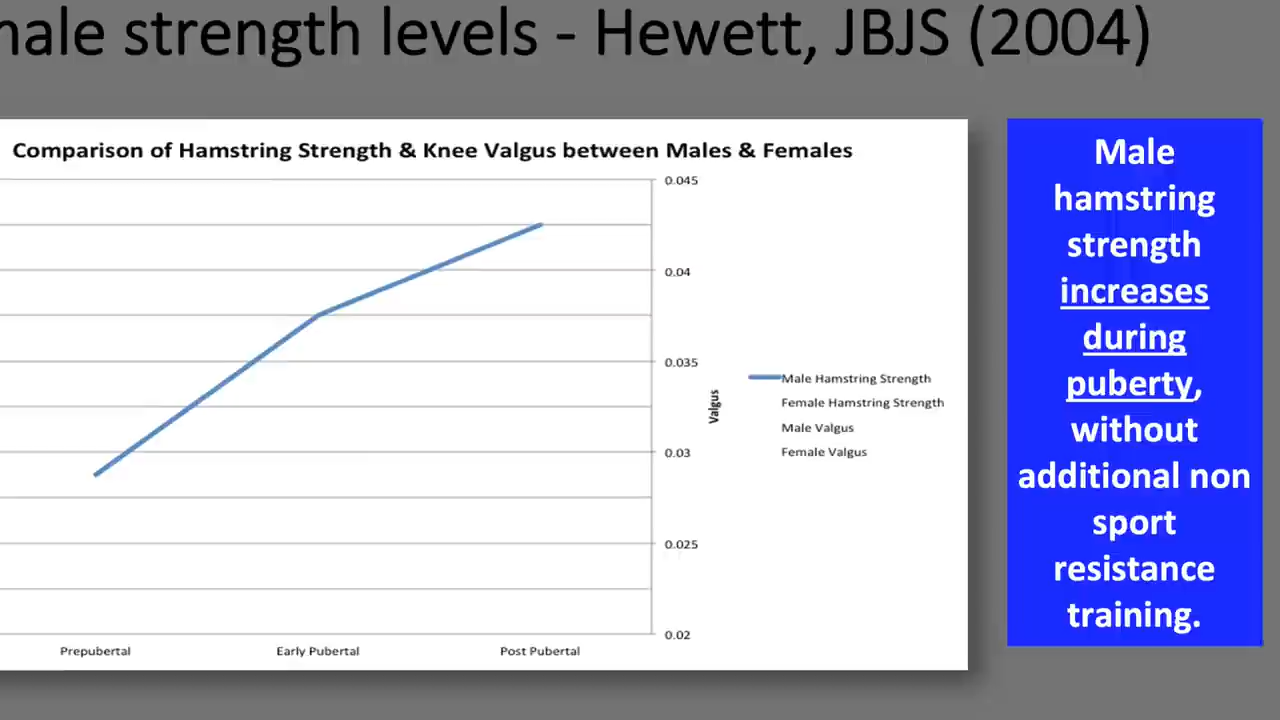 male strength levels - Hewett, JBJS (2004)
Comparison of Hamstring Strength & Knee Valgus between Males & Females
0.045
0.04
0.035
0.03
0.025
0.02
Valgus
Male Hamstring Strength
Female Hamstring Strength
Male Valgus
Female Valgus
Prepubertal
Early Pubertal
Post Pubertal
Male
hamstring
strength
increases
during
puberty,
without
additional non
sport
resistance
training.